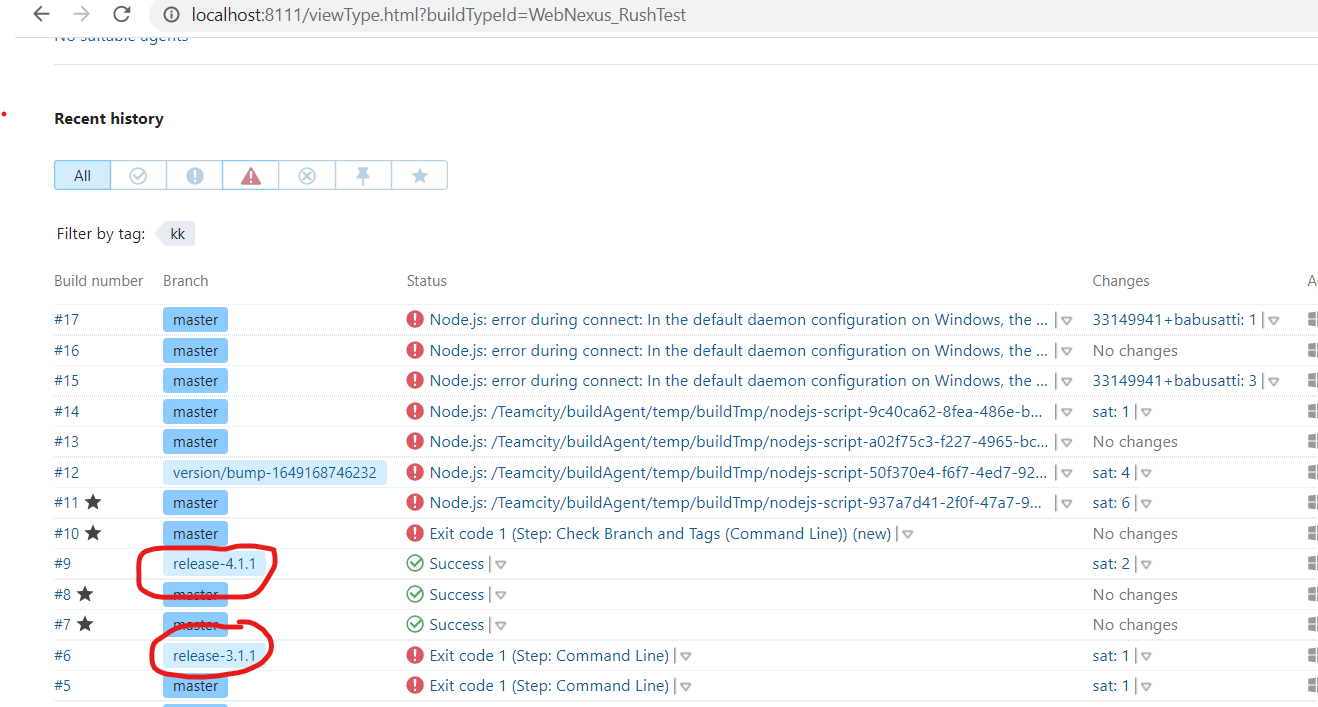 localhost:8111/viewType.html?buildTypeId=WebNexus_RushTest
No suitable agents
Recent history
All
Filter by tag: kk
Build number Branch Status Changes
#17 master Node.js: error during connect: In the default daemon configuration on Windows, the ... 33149941+babusatti: 1
#16 master Node.js: error during connect: In the default daemon configuration on Windows, the ... No changes
#15 master Node.js: error during connect: In the default daemon configuration on Windows, the ... 33149941+babusatti: 3
#14 master Node.js: /Teamcity/buildAgent/temp/buildTmp/nodejs-script-9c40ca62-8fea-486e-b... sat: 1
#13 master Node.js: /Teamcity/buildAgent/temp/buildTmp/nodejs-script-a02f75c3-f227-4965-bc... No changes
#12 version/bump-1649168746232 Node.js: /Teamcity/buildAgent/temp/buildTmp/nodejs-script-50f370e4-f6f7-4ed7-92... sat: 4
#11 master Node.js: /Teamcity/buildAgent/temp/buildTmp/nodejs-script-937a7d41-2f0f-47a7-9... sat: 6
#10 master Exit code 1 (Step: Check Branch and Tags (Command Line)) (new) No changes
#9 release-4.1.1 Success sat: 2
#8 master Success No changes
#7 master Success No changes
#6 release-3.1.1 Exit code 1 (Step: Command Line) sat: 1
#5 master Exit code 1 (Step: Command Line) sat: 1